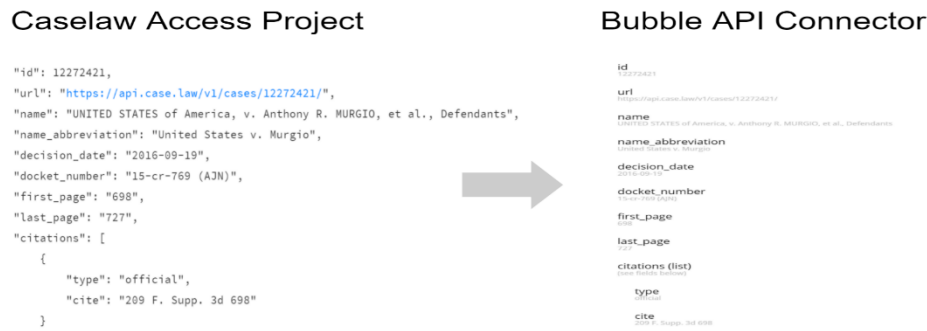 Caselaw Access Project
"id": 12272421,
"url": "https://api.case.law/v1/cases/12272421/",
"name": "UNITED STATES of America, v. Anthony R. MURGIO, et al., Defendants",
"name_abbreviation": "United States v. Murgio",
"decision_date": "2016-09-19",
"docket_number": "15-cr-769 (AJN)",
"first_page": "698",
"last_page": "727",
"citations": [
{
"type": "official",
"cite": "209 F. Supp. 3d 698"
}
Bubble API Connector
id
12272421
url
https://api.case.law/v1/cases/12272421/
name
UNITED STATES of America, v. Anthony R. MURGIO, et al., Defendants
name_abbreviation
United States v. Murgio
decision_date
2016-09-19
docket_number
15-cr-769 (AJN)
first_page
698
last_page
727
citations (list)
(see fields below)
type
official
cite
209 F. Supp. 3d 698